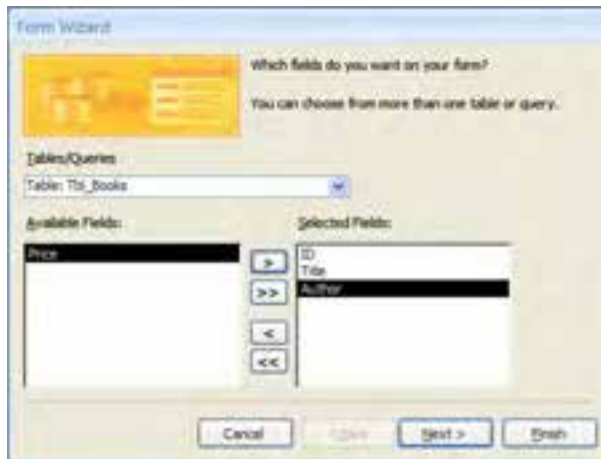 Form Wizard
Which fields do you want on your form?
You can choose from more than one table or query.
Tables/Queries
Table: Tbl_Books
Available Fields:
Selected Fields:
Price
ID
Title
Author
>
>>
<
<<
Cancel
< Back
Next >
Finish